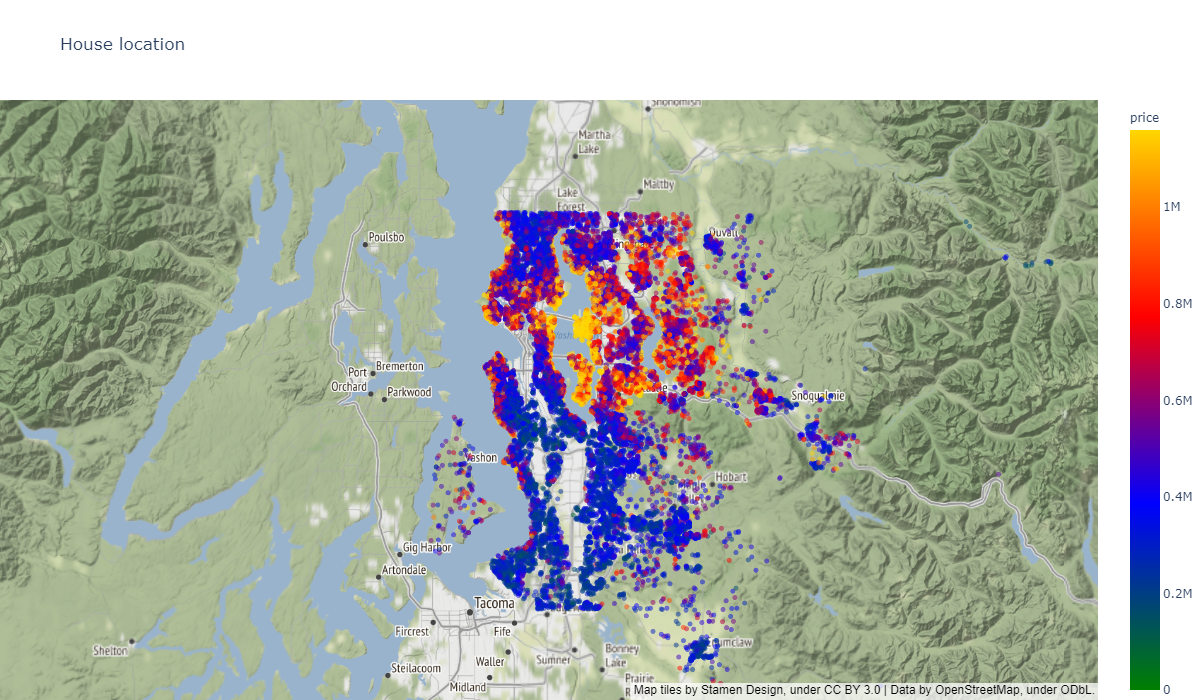 House location
price
Snohomish
Martha
Lake
Maltby
Lake
Forest
Duvall
Poulsbo
1M
0.8M
Bremerton
Port
Orchard
Parkwood
Snoqualmie
0.6M
Vashon
Hobart
0.4M
Gig Harbor
Artondale
0.2M
Tacoma
Fircrest
Fife
Shelton
Waller
Sumner
Bonney
Lake
Steilacoom
Midland
Prairie
0
Map tiles by Stamen Design, under CC BY 3.0 | Data by OpenStreetMap, under ODbL.